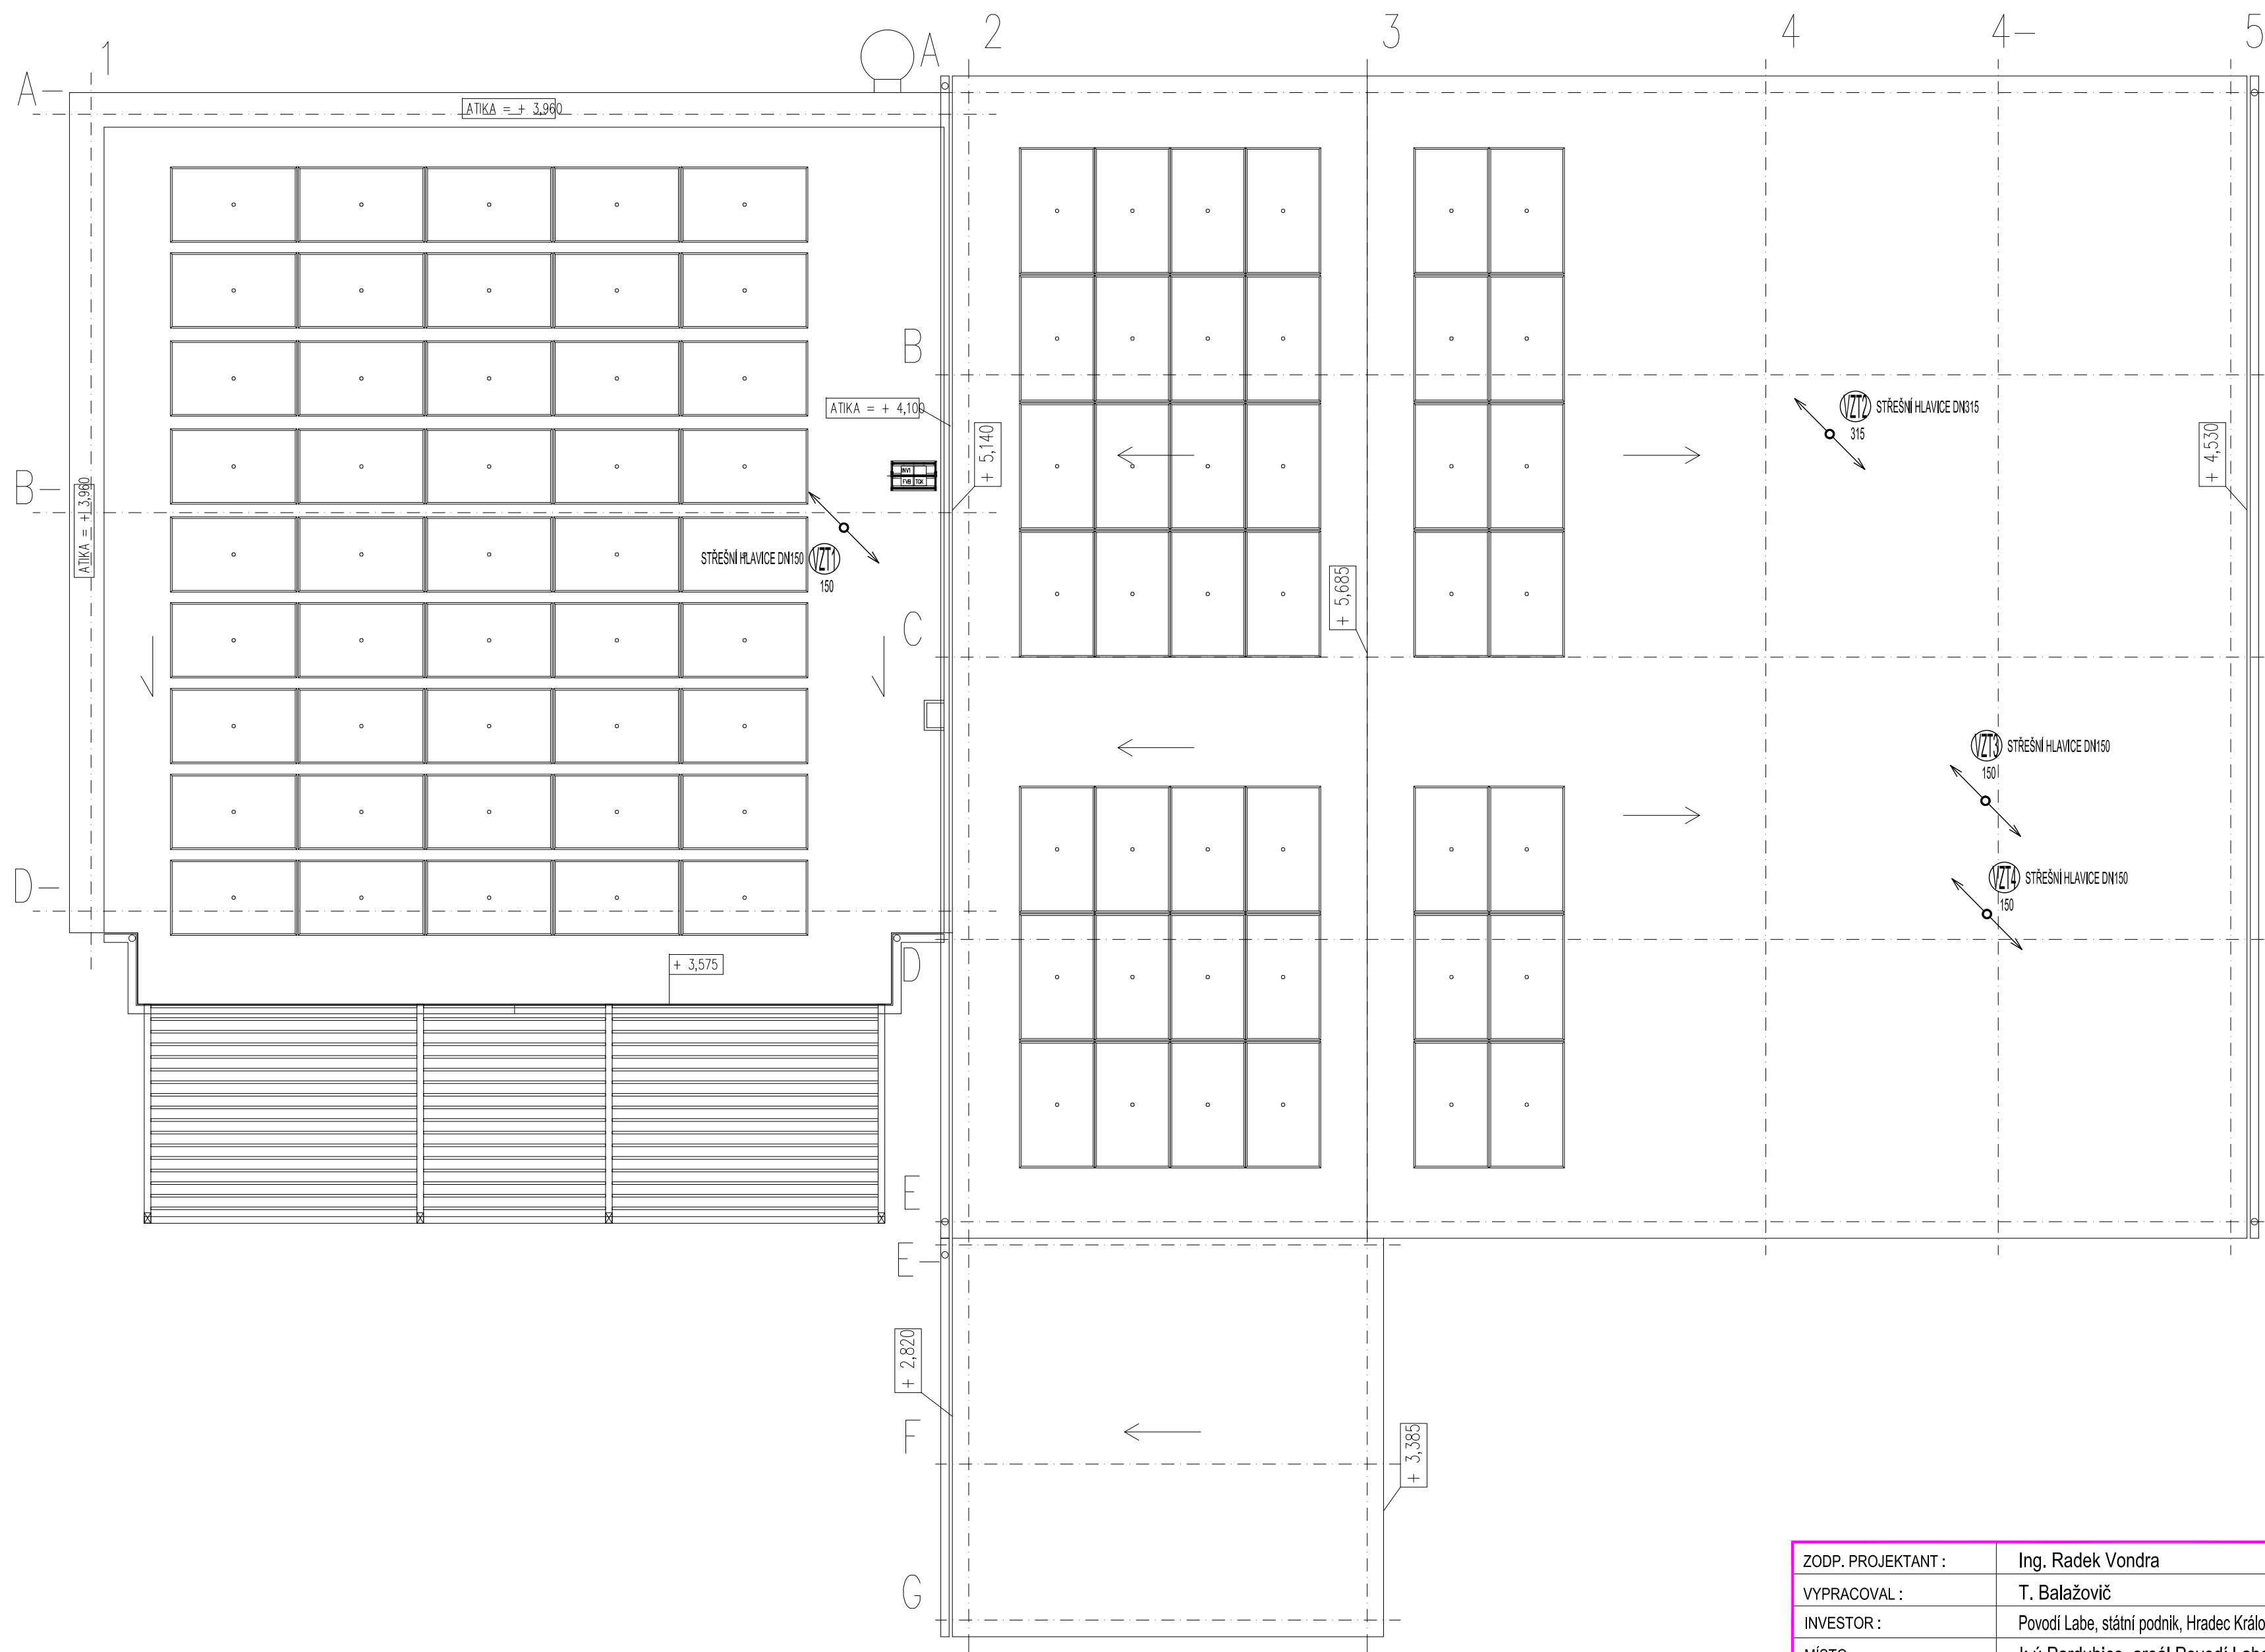 1
A
2
3
4
4-
5
A-
ATIKA = + 3,960
B
ATIKA = + 4,100
+ 5,140
VZT2 STŘEŠNÍ HLAVICE DN315
315
+ 4,530
B-
ATIKA = + 3,960
INVI
FVB TOX
STŘEŠNÍ HLAVICE DN150 VZT1
150
+ 5,685
C
VZT3 STŘEŠNÍ HLAVICE DN150
150
D-
VZT4 STŘEŠNÍ HLAVICE DN150
150
+ 3,575
D
E
E-
+ 2,820
F
+ 3,385
G
ZODP. PROJEKTANT : Ing. Radek Vondra
VYPRACOVAL : T. Balažovič
INVESTOR : Povodí Labe, státní podnik, Hradec Králo